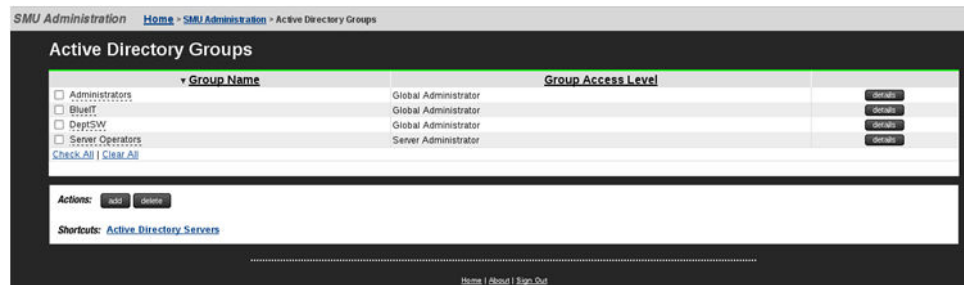 SMU Administration Home > SMU Administration > Active Directory Groups
Active Directory Groups
▼ Group Name Group Access Level
Administrators Global Administrator details
BlueIT Global Administrator details
DeptSW Global Administrator details
Server Operators Server Administrator details
Check All | Clear All
Actions: add delete
Shortcuts: Active Directory Servers
Home | About | Sign Out